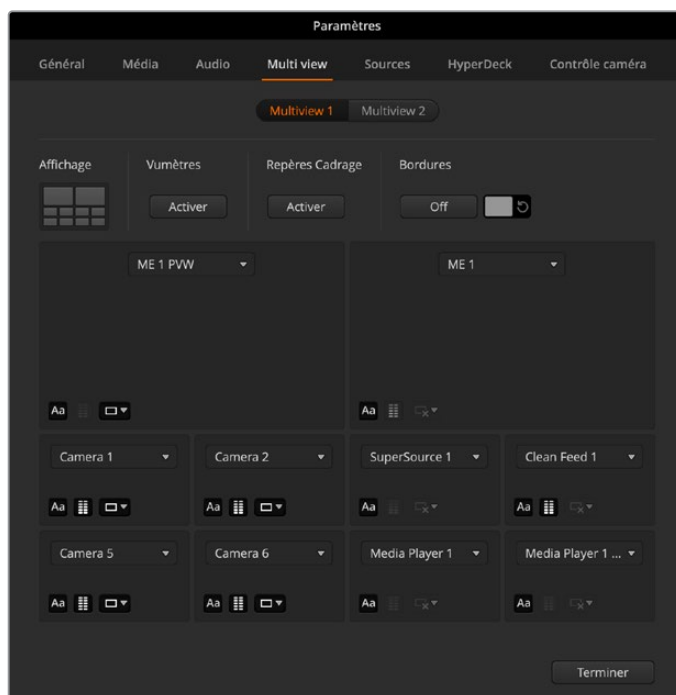 Paramètres
Général Média Audio Multi view Sources HyperDeck Contrôle caméra
Multiview 1 Multiview 2
Affichage Vumètres Repères Cadrage Bordures
Activer Activer Off
ME 1 PVW ME 1
Aa Aa
Camera 1 Camera 2 SuperSource 1 Clean Feed 1
Aa Aa Aa Aa
Camera 5 Camera 6 Media Player 1 Media Player 1 ...
Aa Aa Aa Aa
Terminer